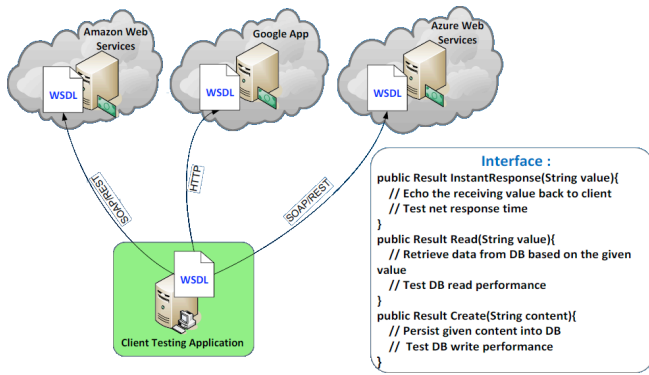 Amazon Web
Services
Google App
Azure Web
Services
WSDL
WSDL
WSDL
SOAP/REST
HTTP
SOAP/REST
WSDL
Client Testing Application
Interface :
public Result InstantResponse(String value){
// Echo the receiving value back to client
// Test net response time
}
public Result Read(String value){
// Retrieve data from DB based on the given
value
// Test DB read performance
}
public Result Create(String content){
// Persist given content into DB
// Test DB write performance
}